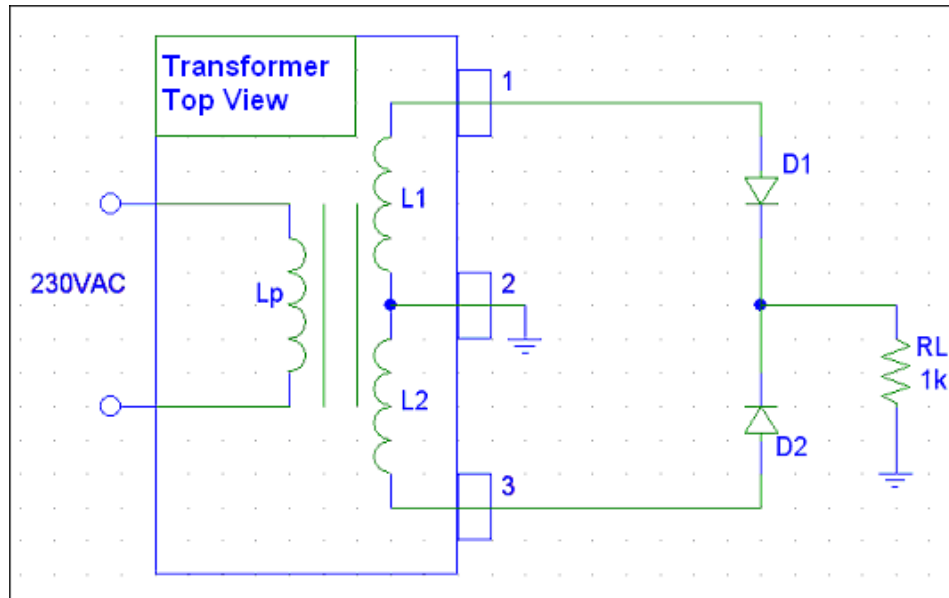 Transformer
Top View
1
D1
L1
230VAC
Lp
2
RL
1k
L2
D2
3